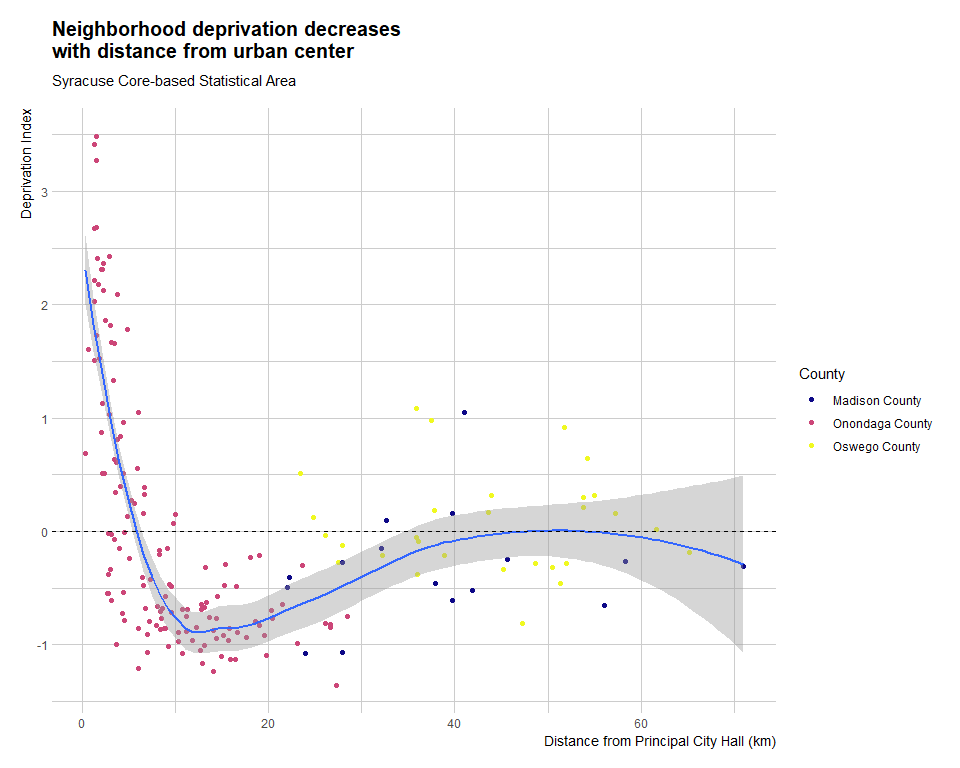 Neighborhood deprivation decreases
with distance from urban center
Syracuse Core-based Statistical Area
Deprivation Index
3
2
1
0
-1
0
20
40
60
Distance from Principal City Hall (km)
County
Madison County
Onondaga County
Oswego County